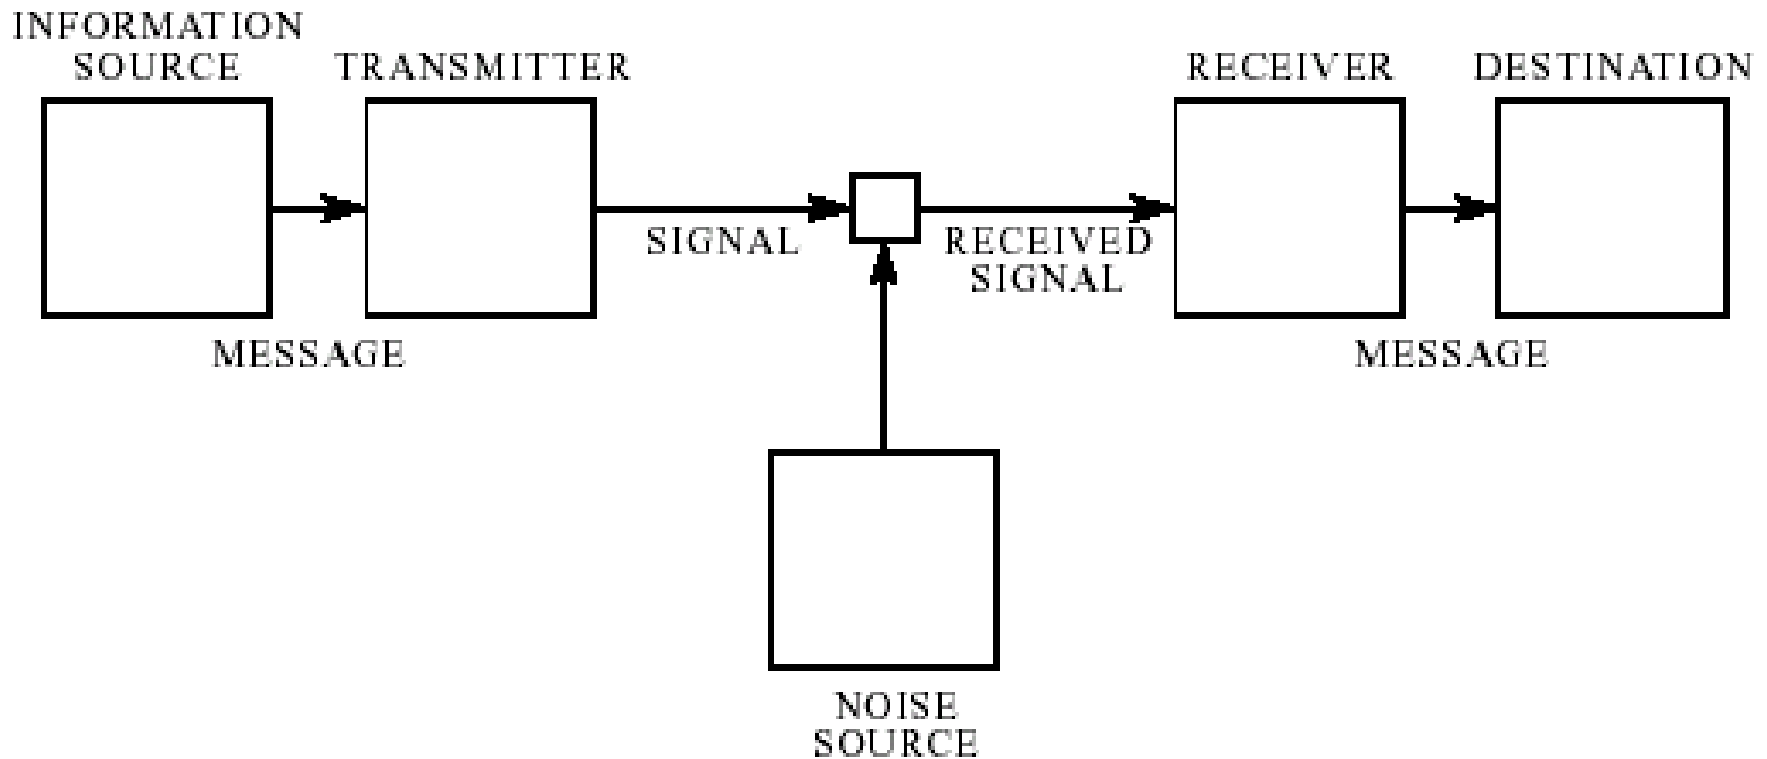 INFORMATION
SOURCE
TRANSMITTER
RECEIVER
DESTINATION
SIGNAL
RECEIVED
SIGNAL
MESSAGE
MESSAGE
NOISE
SOURCE